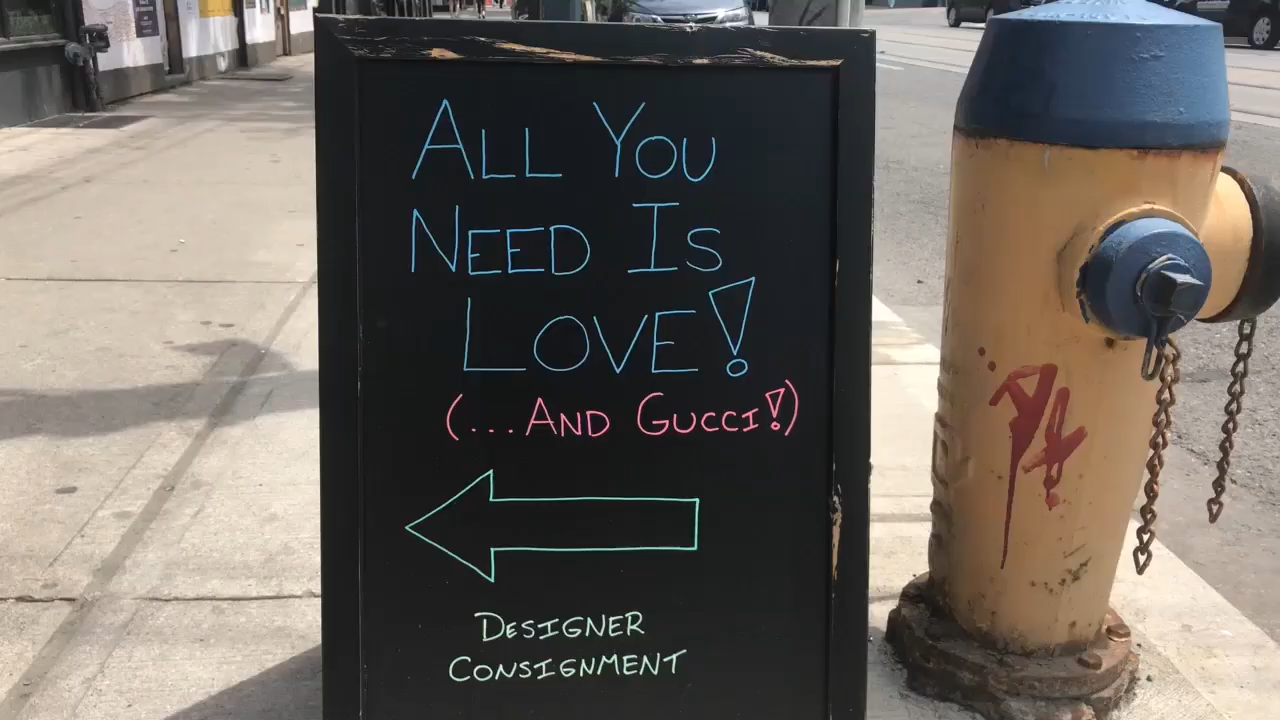 All You
Need Is
Love!
(...And Gucci!)
Designer
Consignment